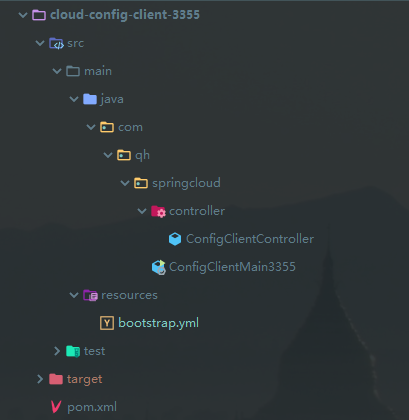 cloud-config-client-3355
src
main
java
com
qh
springcloud
controller
ConfigClientController
ConfigClientMain3355
resources
bootstrap.yml
test
target
pom.xml